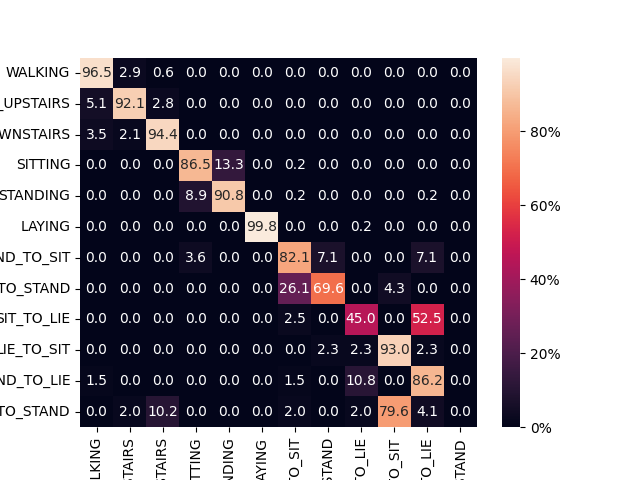 WALKING 96.5 2.9 0.6 0.0 0.0 0.0 0.0 0.0 0.0 0.0 0.0 0.0
_UPSTAIRS 5.1 92.1 2.8 0.0 0.0 0.0 0.0 0.0 0.0 0.0 0.0 0.0
WNSTAIRS 3.5 2.1 94.4 0.0 0.0 0.0 0.0 0.0 0.0 0.0 0.0 0.0
SITTING 0.0 0.0 0.0 86.5 13.3 0.0 0.2 0.0 0.0 0.0 0.0 0.0
STANDING 0.0 0.0 0.0 8.9 90.8 0.0 0.2 0.0 0.0 0.0 0.2 0.0
LAYING 0.0 0.0 0.0 0.0 0.0 99.8 0.0 0.0 0.2 0.0 0.0 0.0
ND_TO_SIT 0.0 0.0 0.0 3.6 0.0 0.0 82.1 7.1 0.0 0.0 7.1 0.0
TO_STAND 0.0 0.0 0.0 0.0 0.0 0.0 26.1 69.6 0.0 4.3 0.0 0.0
SIT_TO_LIE 0.0 0.0 0.0 0.0 0.0 0.0 2.5 0.0 45.0 0.0 52.5 0.0
LIE_TO_SIT 0.0 0.0 0.0 0.0 0.0 0.0 0.0 2.3 2.3 93.0 2.3 0.0
ND_TO_LIE 1.5 0.0 0.0 0.0 0.0 0.0 1.5 0.0 10.8 0.0 86.2 0.0
TO_STAND 0.0 2.0 10.2 0.0 0.0 0.0 2.0 0.0 2.0 79.6 4.1 0.0
LKING
TAIRS
TAIRS
TTING
NDING
AYING
TO_SIT
STAND
TO_LIE
TO_SIT
TO_LIE
STAND
80%
60%
40%
20%
0%